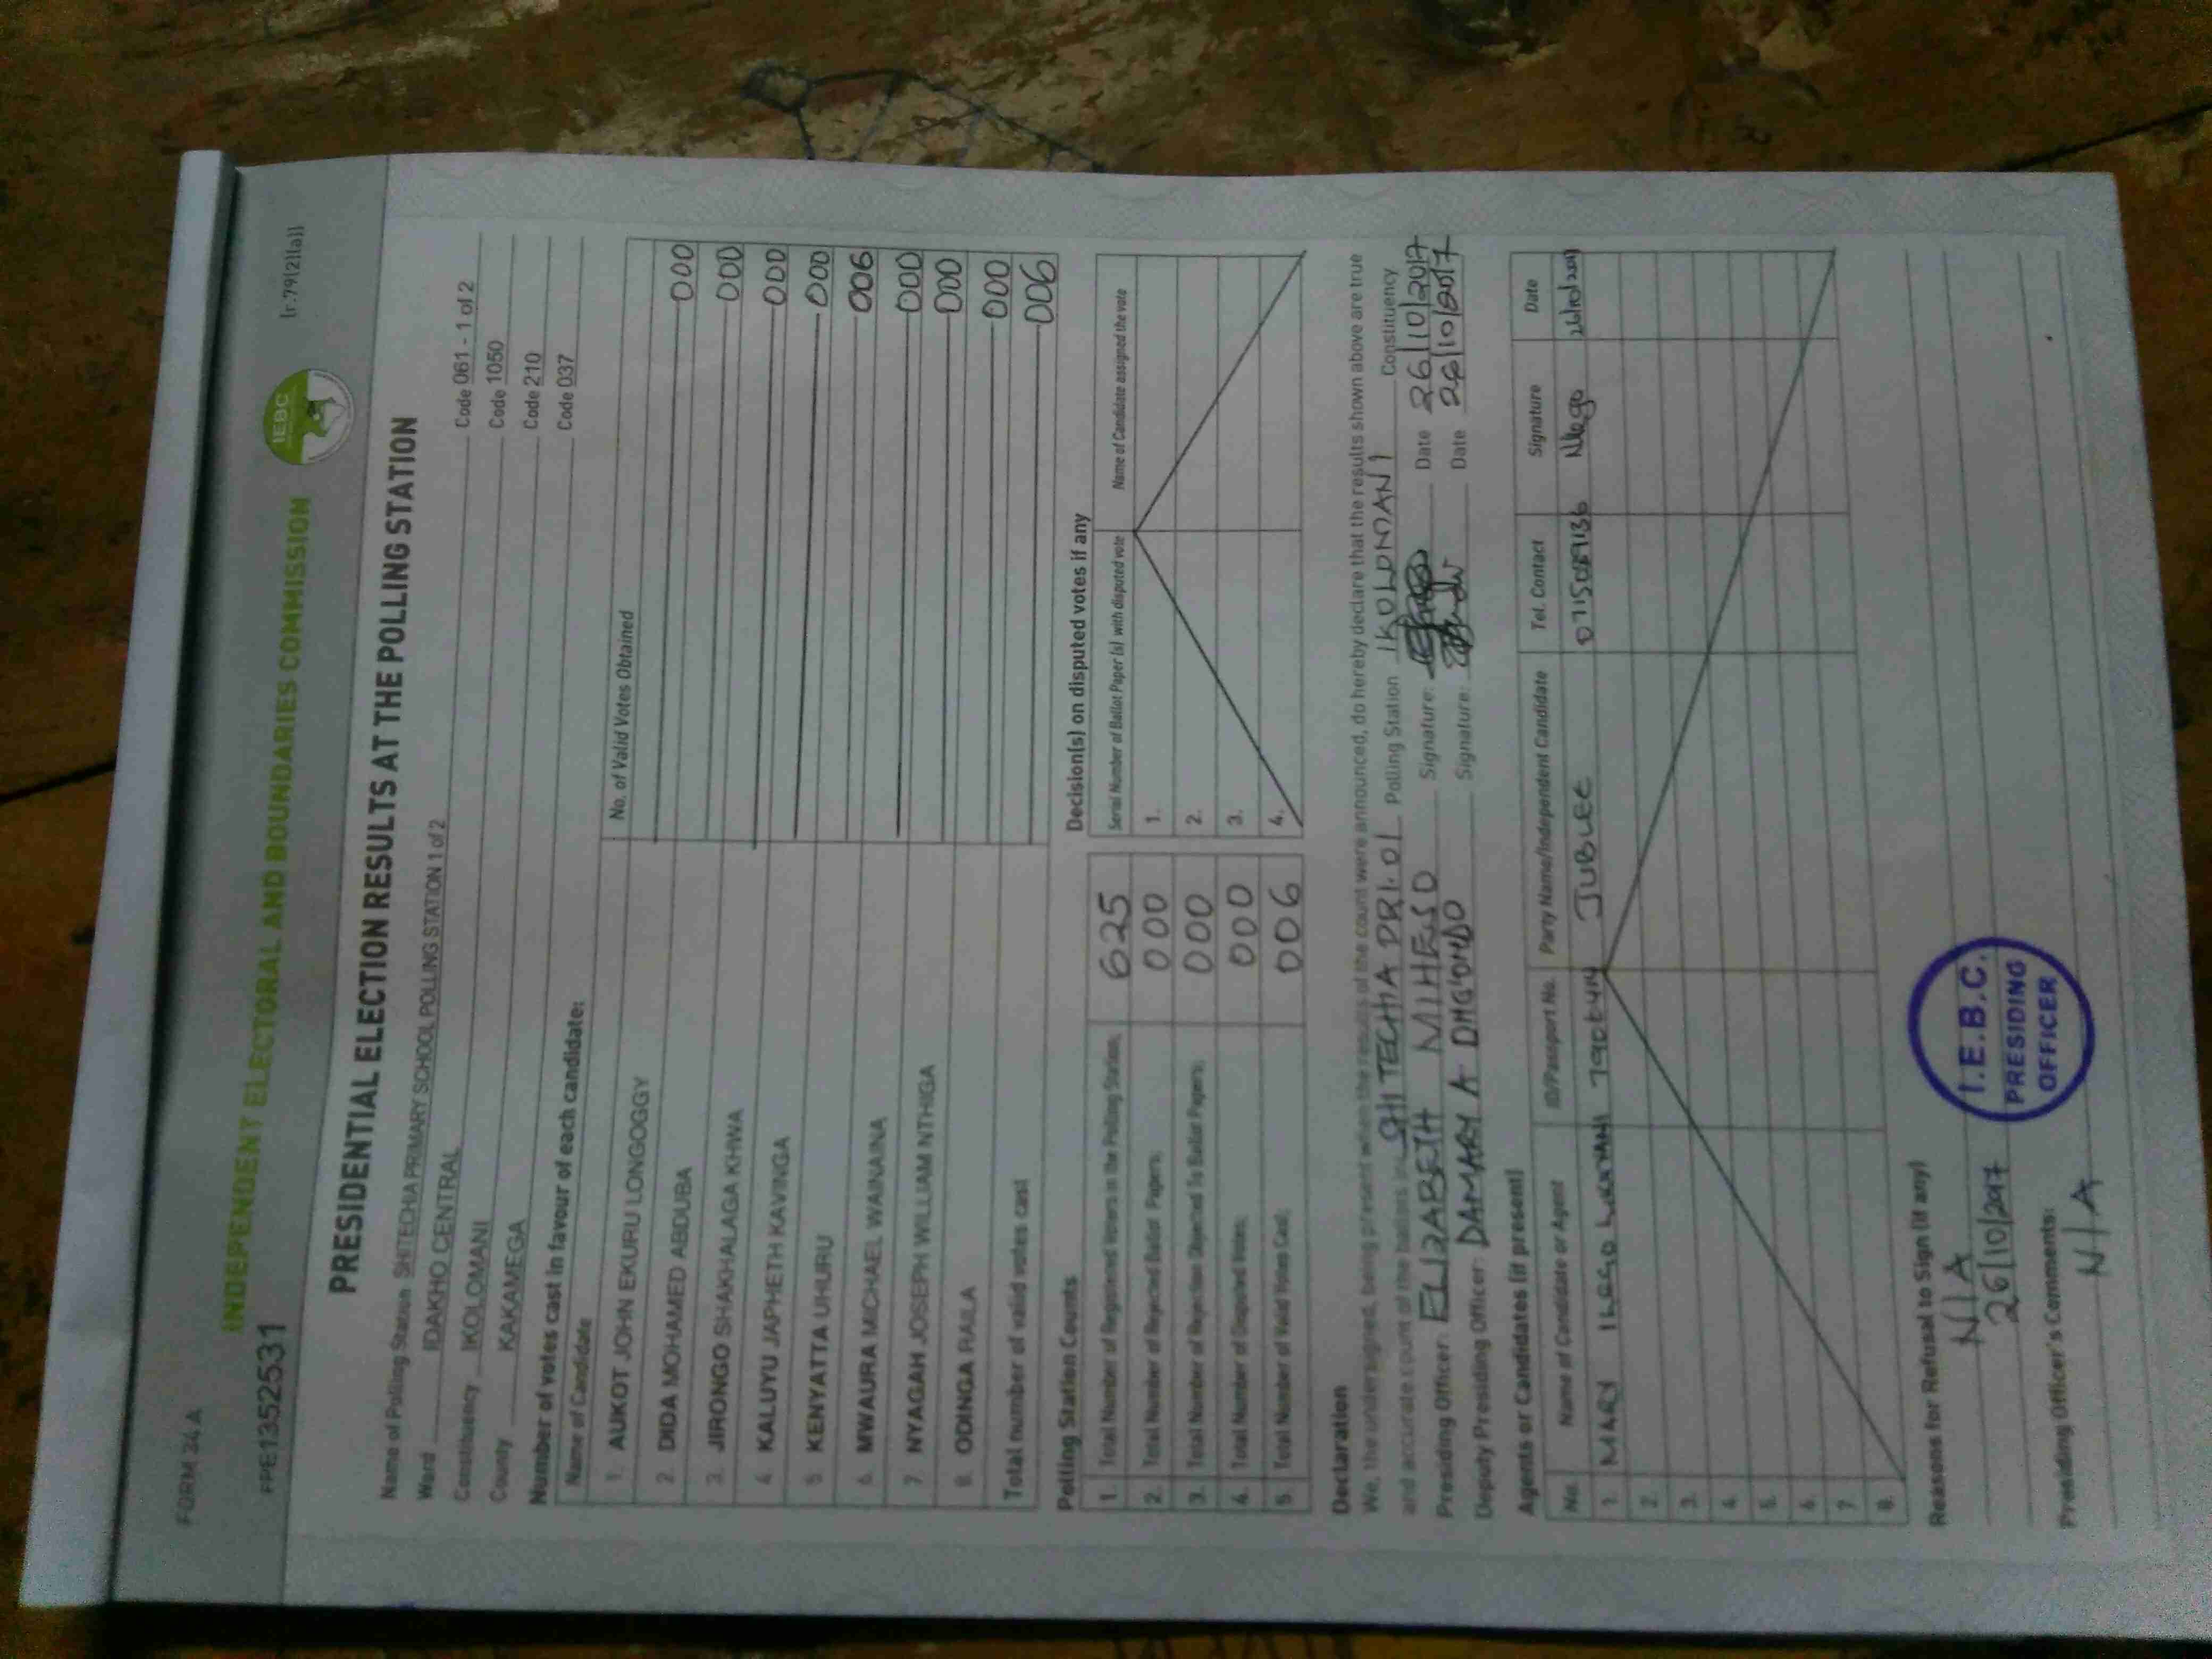 FORM 34A
INDEPENDENT ELECTORAL AND BOUNDARIES COMMISSION
IEBC
[r.79(2)(a)]
FPE1352531
PRESIDENTIAL ELECTION RESULTS AT THE POLLING STATION
Name of Polling Station SHITECHIA PRIMARY SCHOOL POLLING STATION 1 of 2 Code 061 - 1 of 2
Ward IDAKHO CENTRAL Code 1050
Constituency IKOLOMANI Code 210
County KAKAMEGA Code 037
Number of votes cast in favour of each candidate:
Name of Candidate No. of Valid Votes Obtained
1. AUKOT JOHN EKURU LONGOGGY 000
2. DIDA MOHAMED ABDUBA 000
3. JIRONGO SHAKHALAGA KHWA 000
4. KALUYU JAPHETH KAVINGA 000
5. KENYATTA UHURU 006
6. MWAURA MICHAEL WAINAINA 000
7. NYAGAH JOSEPH WILLIAM NTHIGA 000
8. ODINGA RAILA 000
Total number of valid votes cast 006
Polling Station Counts
1. Total Number of Registered Voters in the Polling Station; 625
2. Total Number of Rejected Ballot Papers; 000
3. Total Number of Rejection Objected To Ballot Papers; 000
4. Total Number of Disputed Votes; 000
5. Total Number of Valid Votes Cast; 006
Decision(s) on disputed votes if any
Serial Number of Ballot Paper (s) with disputed vote Name of Candidate assigned the vote
1.
2.
3.
4.
Declaration
We, the undersigned, being present when the results of the count were announced, do hereby declare that the results shown above are true
and accurate count of the ballots in SHITECHIA PRI. 01 Polling Station IKOLOMANI Constituency
Presiding Officer: ELIZABETH MIHESO Signature: Date 26/10/2017
Deputy Presiding Officer: DAMARY A Signature: Date 26/10/2017
Agents or Candidates (if present)
No. Name of Candidate or Agent ID/Passport No. Party Name/Independent Candidate Tel. Contact Signature Date
1. MARY JUBLEE 26/10/2017
2.
3.
4.
5.
6.
7.
8.
Reasons for Refusal to Sign (if any)
N/A
26/10/2017
I.E.B.C.
PRESIDING
OFFICER
Presiding Officer's Comments:
N/A